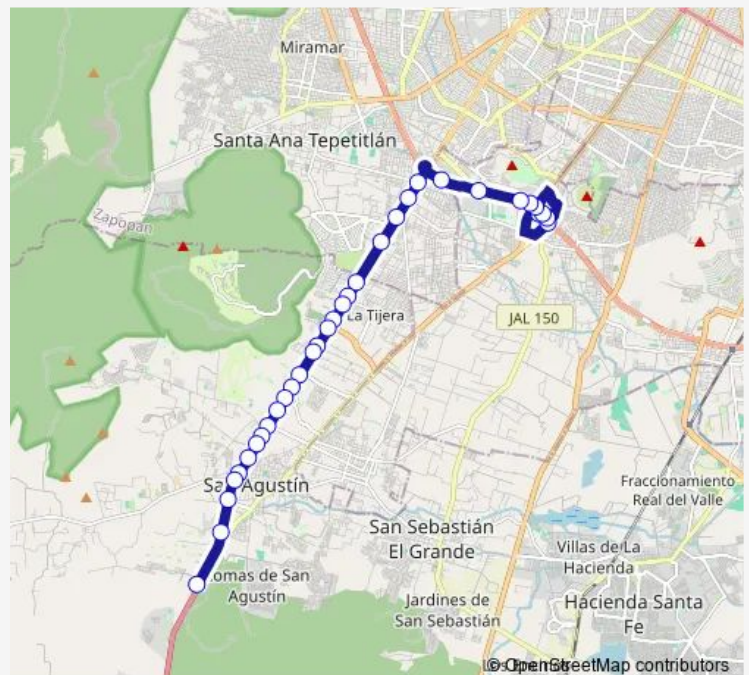 Miramar
Santa Ana Tepetitlán
Zapopan
La Tijera
JAL 150
San Agustín
Fraccionamiento
Real del Valle
San Sebastián
El Grande
Villas de La
Hacienda
Lomas de San
Agustín
Jardines de
San Sebastián
Hacienda Santa
Fe
© OpenStreetMap contributors